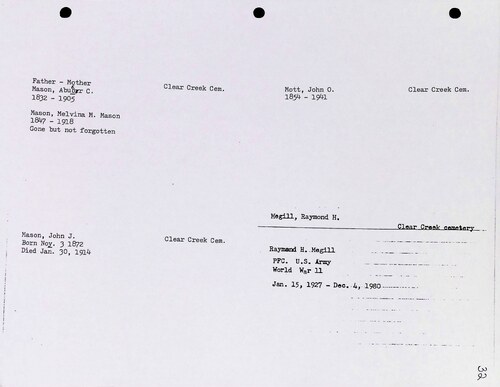 Father - Mother
Mason, Abuner C.
1832 - 1905
Clear Creek Cem.
Mason, Melvina M. Mason
1847 - 1918
Gone but not forgotten
Mott, John O.
1854 - 1941
Clear Creek Cem.
Mason, John J.
Born Nov. 3 1872
Died Jan. 30, 1914
Clear Creek Cem.
Megill, Raymond H.
Clear Creek cemetery
Raymond H. Megill
PFC. U.S. Army
World War 11
Jan. 15, 1927 - Dec. 4, 1980